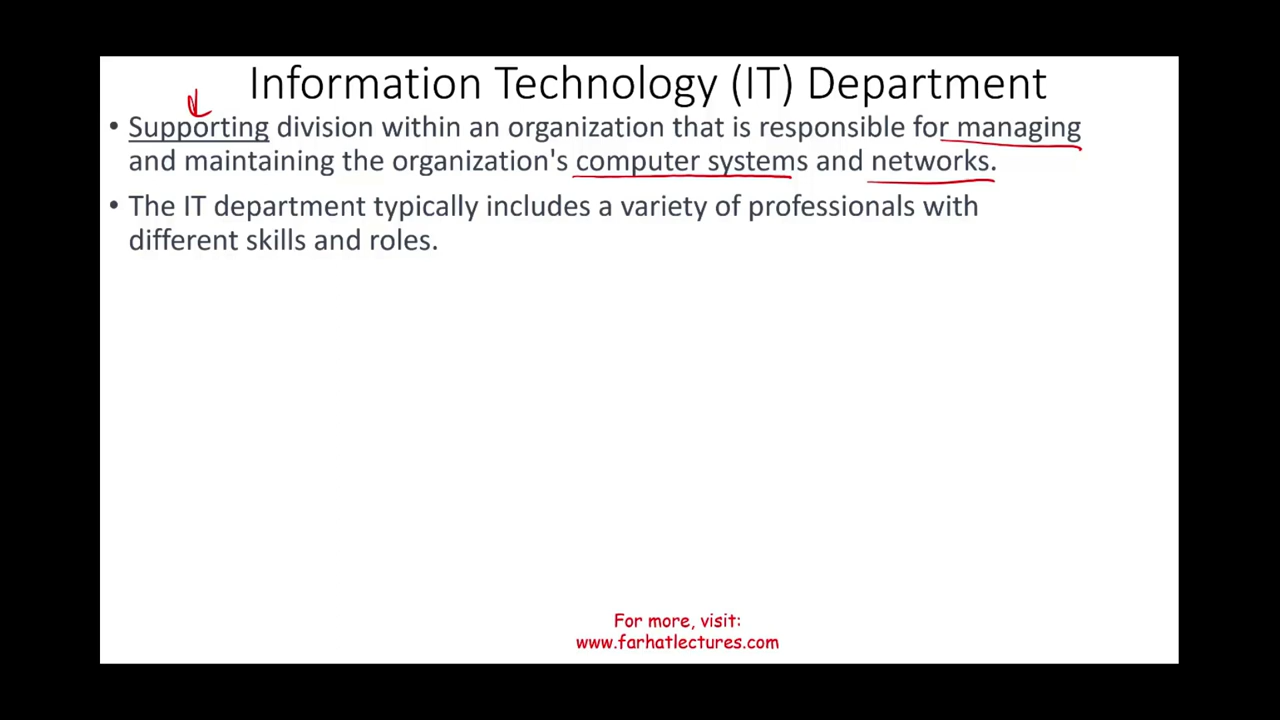 Information Technology (IT) Department
• Supporting division within an organization that is responsible for managing
and maintaining the organization's computer systems and networks.
• The IT department typically includes a variety of professionals with
different skills and roles.
For more, visit:
www.farhatlectures.com